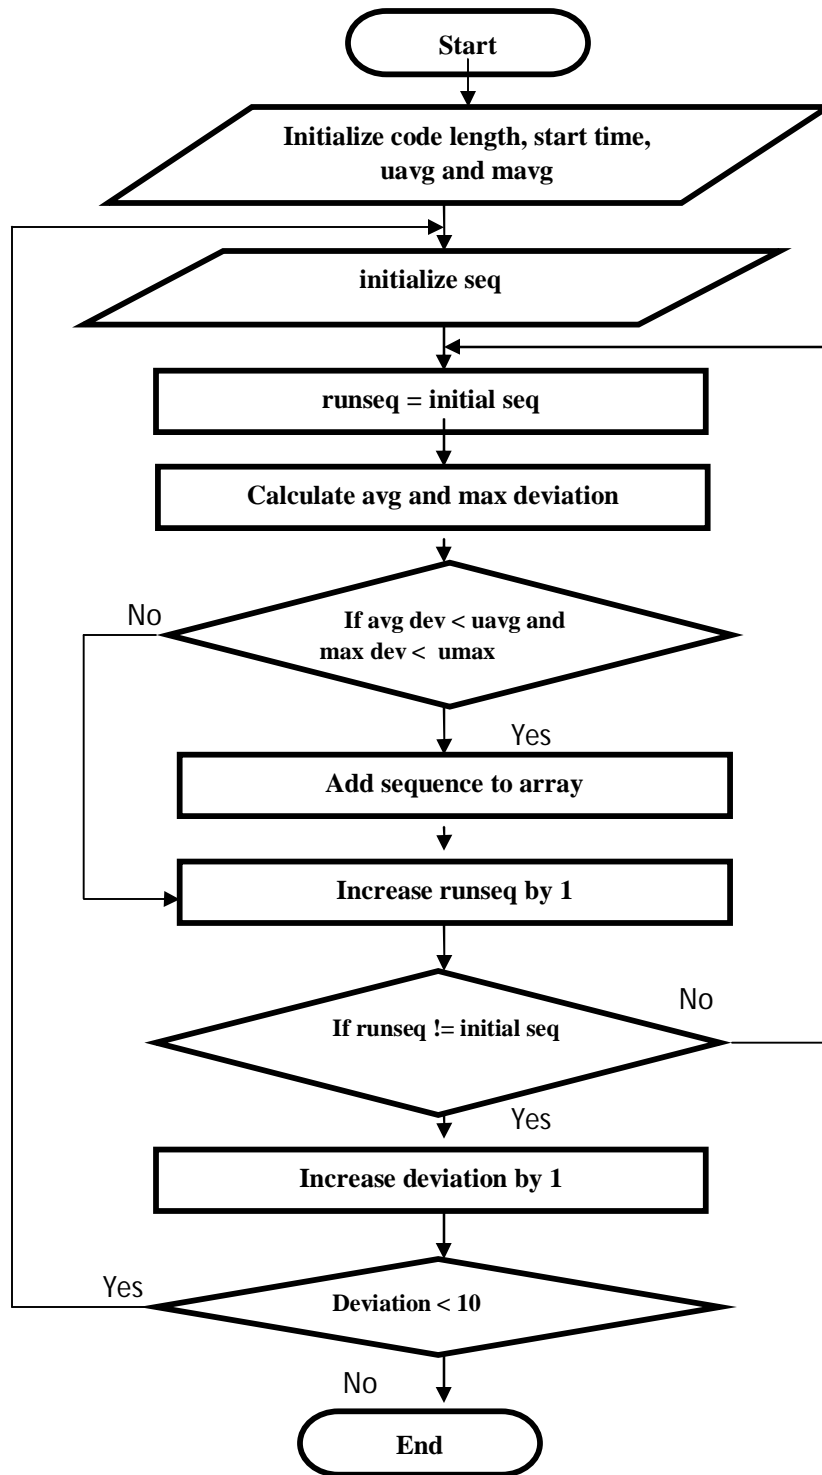 Start
Initialize code length, start time,
uavg and mavg
initialize seq
runseq = initial seq
Calculate avg and max deviation
No
If avg dev < uavg and
max dev < umax
Yes
Add sequence to array
Increase runseq by 1
No
If runseq != initial seq
Yes
Increase deviation by 1
Yes
Deviation < 10
No
End